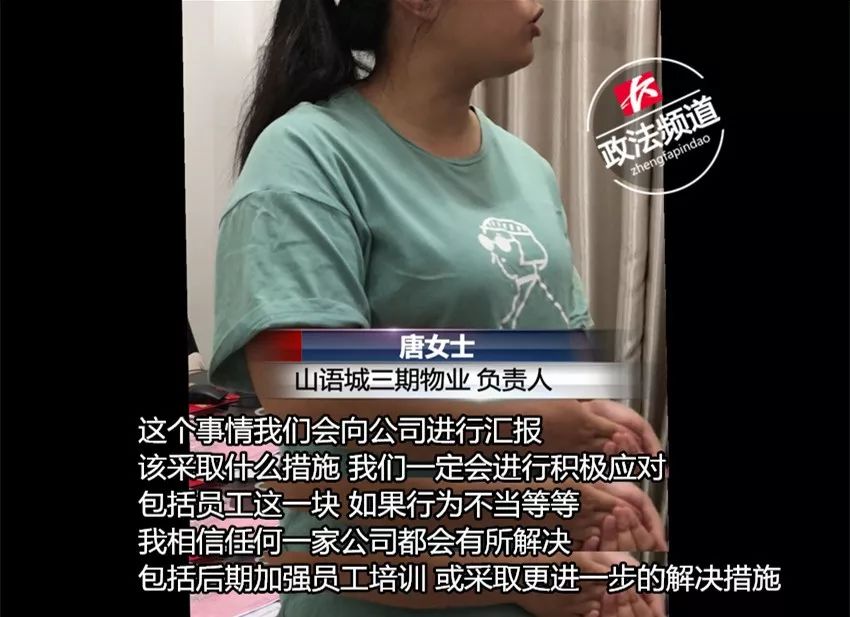 政法频道
zhengfapindao
唐女士
山语城三期物业 负责人
这个事情我们会向公司进行汇报
该采取什么措施 我们一定会进行积极应对
包括员工这一块 如果行为不当等等
我相信任何一家公司都会有所解决
包括后期加强员工培训 或采取更进一步的解决措施